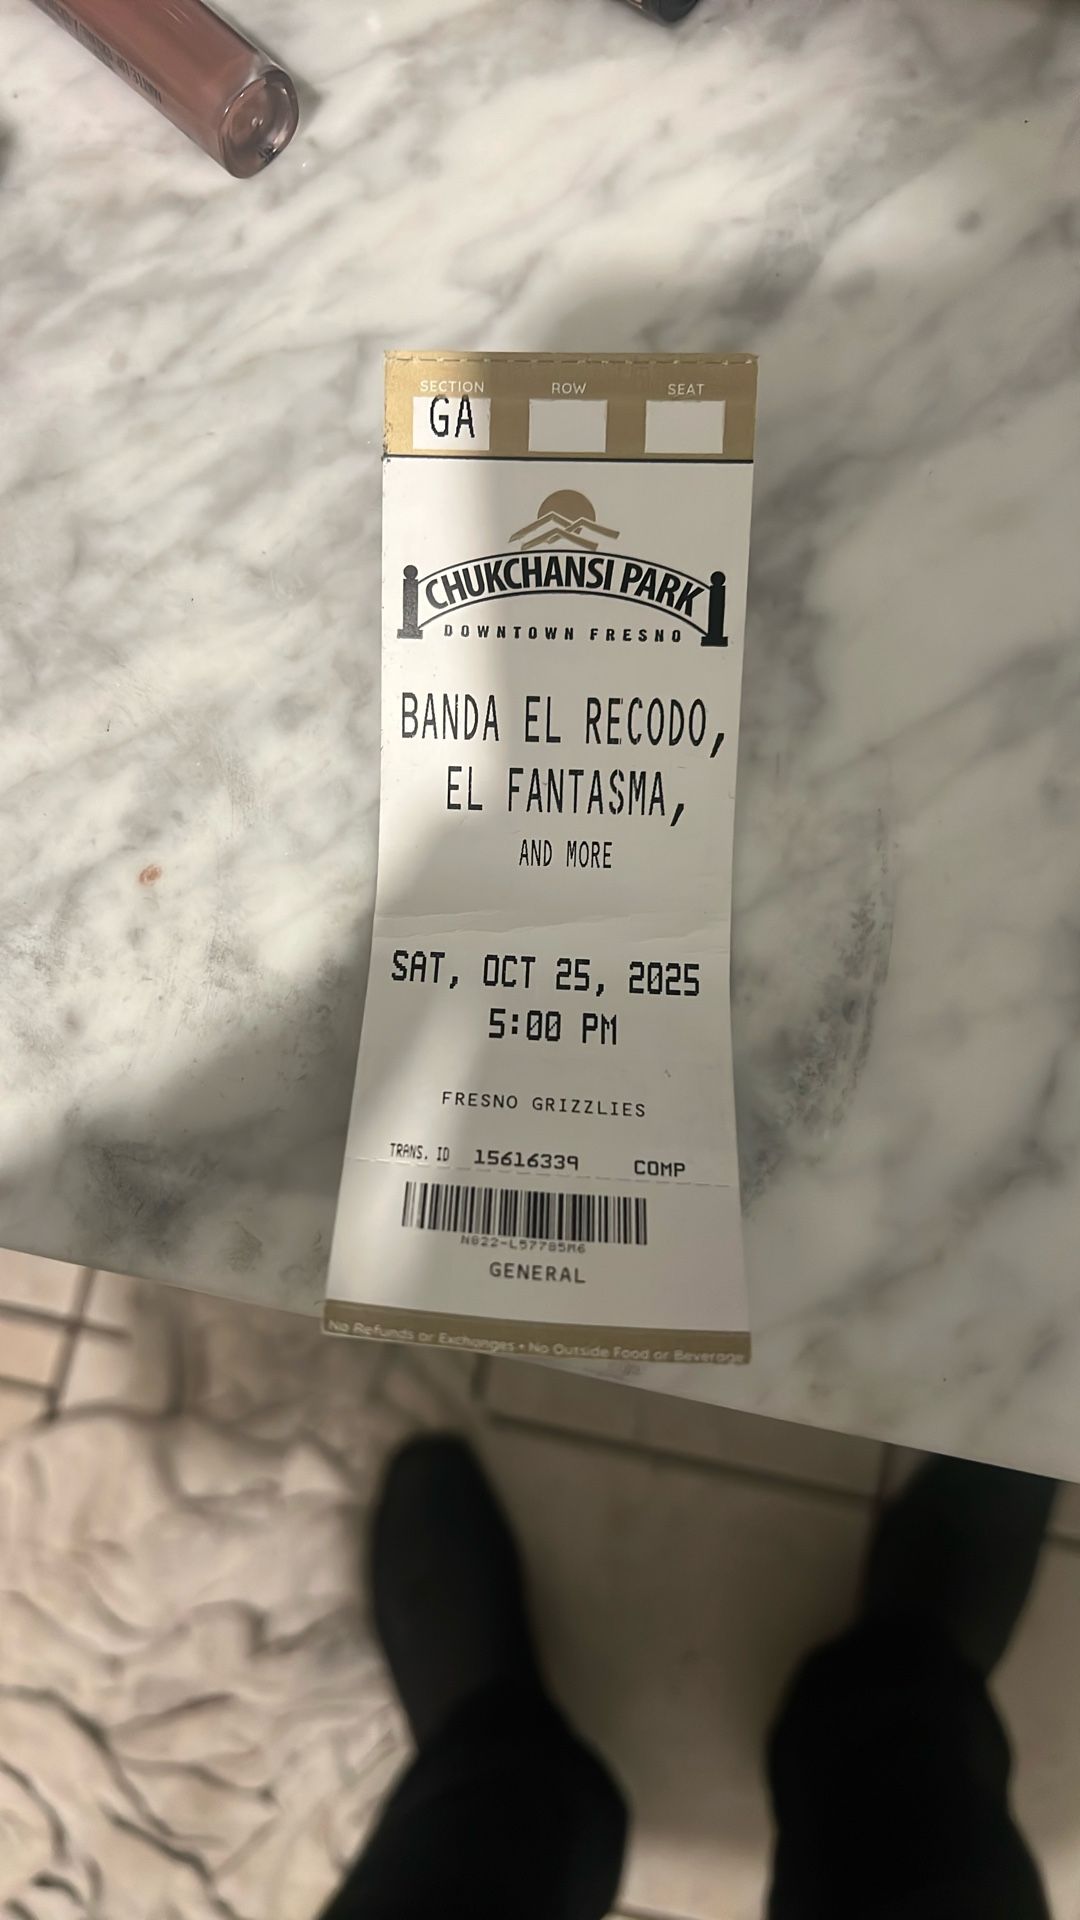 SECTION ROW SEAT
GA
CHUKCHANSI PARK
DOWNTOWN FRESNO
BANDA EL RECODO,
EL FANTASMA,
AND MORE
SAT, OCT 25, 2025
5:00 PM
FRESNO GRIZZLIES
TRANS. ID 15616339 COMP
N822-L57785M6
GENERAL
No Refunds or Exchanges • No Outside Food or Beverage